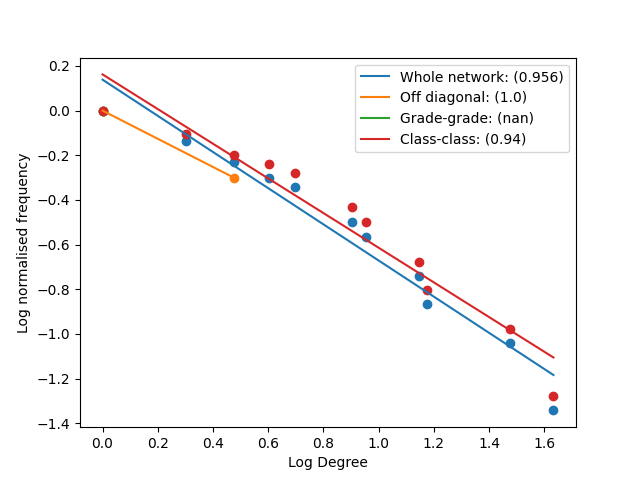 Whole network: (0.956)
Off diagonal: (1.0)
Grade-grade: (nan)
Class-class: (0.94)
Log normalised frequency
0.2
0.0
−0.2
−0.4
−0.6
−0.8
−1.0
−1.2
−1.4
0.0 0.2 0.4 0.6 0.8 1.0 1.2 1.4 1.6
Log Degree